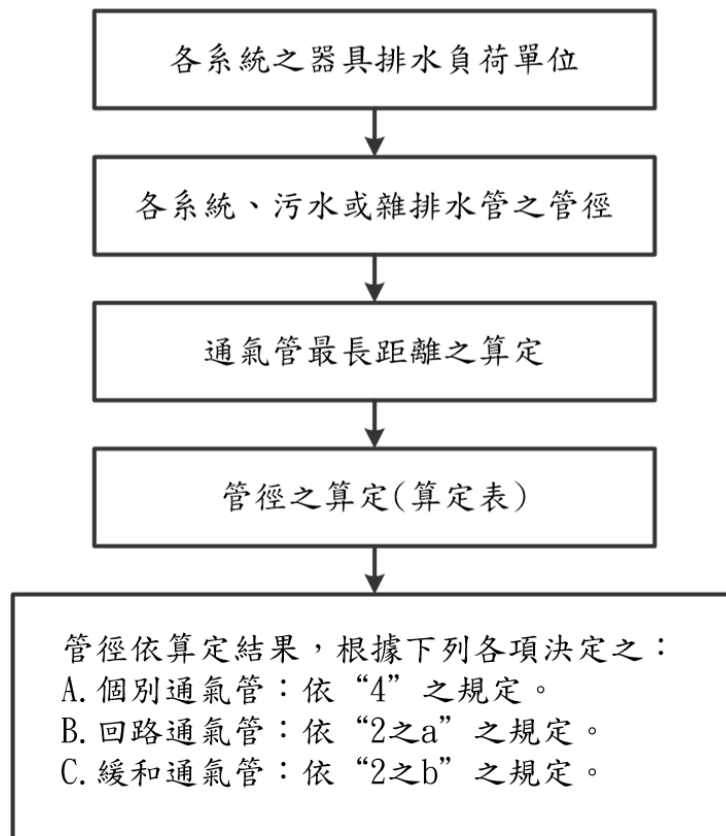 各系統之器具排水負荷單位
各系統、污水或雜排水管之管徑
通氣管最長距離之算定
管徑之算定(算定表)
管徑依算定結果，根據下列各項決定之：
A.個別通氣管：依“4”之規定。
B.回路通氣管：依“2之a”之規定。
C.緩和通氣管：依“2之b”之規定。